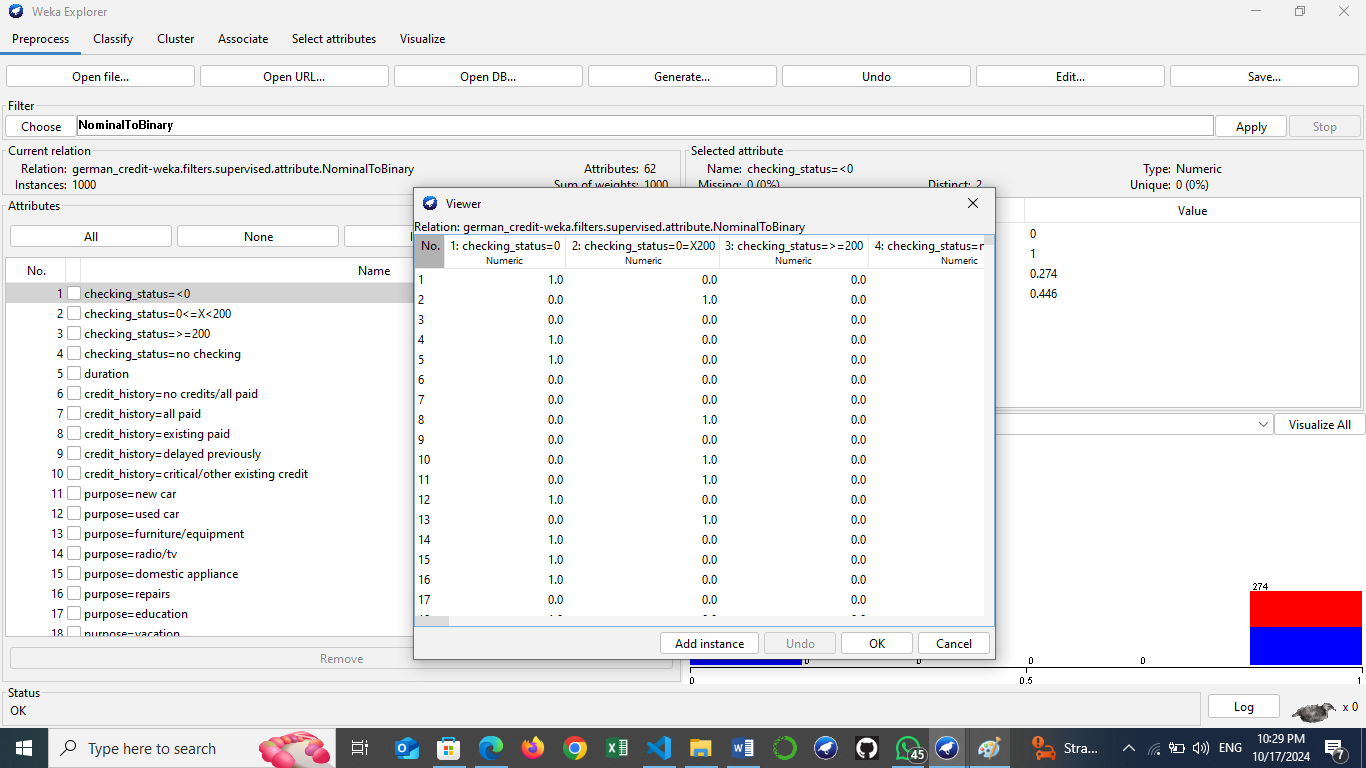 Weka Explorer
Preprocess Classify Cluster Associate Select attributes Visualize
Open file... Open URL... Open DB... Generate... Undo Edit... Save...
Filter
Choose NominalToBinary Apply Stop
Current relation
Relation: german_credit-weka.filters.supervised.attribute.NominalToBinary Attributes: 62
Instances: 1000 Sum of weights: 1000
Selected attribute
Name: checking_status=<0 Type: Numeric
Missing: 0 (0%) Distinct: 2 Unique: 0 (0%)
Value
0
1
0.274
0.446
Attributes
All None
No. Name
1 checking_status=<0
2 checking_status=0<=X<200
3 checking_status=>=200
4 checking_status=no checking
5 duration
6 credit_history=no credits/all paid
7 credit_history=all paid
8 credit_history=existing paid
9 credit_history=delayed previously
10 credit_history=critical/other existing credit
11 purpose=new car
12 purpose=used car
13 purpose=furniture/equipment
14 purpose=radio/tv
15 purpose=domestic appliance
16 purpose=repairs
17 purpose=education
18 purpose=vacation
Remove
Viewer
Relation: german_credit-weka.filters.supervised.attribute.NominalToBinary
No. 1: checking_status=0 2: checking_status=0=X200 3: checking_status=>=200 4: checking_status=n
Numeric Numeric Numeric Numeric
1 1.0 0.0 0.0
2 0.0 1.0 0.0
3 0.0 0.0 0.0
4 1.0 0.0 0.0
5 1.0 0.0 0.0
6 0.0 0.0 0.0
7 0.0 0.0 0.0
8 0.0 1.0 0.0
9 0.0 0.0 0.0
10 0.0 1.0 0.0
11 0.0 1.0 0.0
12 1.0 0.0 0.0
13 0.0 1.0 0.0
14 1.0 0.0 0.0
15 1.0 0.0 0.0
16 1.0 0.0 0.0
17 0.0 0.0 0.0
Add instance Undo OK Cancel
Visualize All
274
0 0 0 0
0 0.5 1
Status
OK
Log x 0
Type here to search
45
Stra...
ENG
10:29 PM
10/17/2024
7